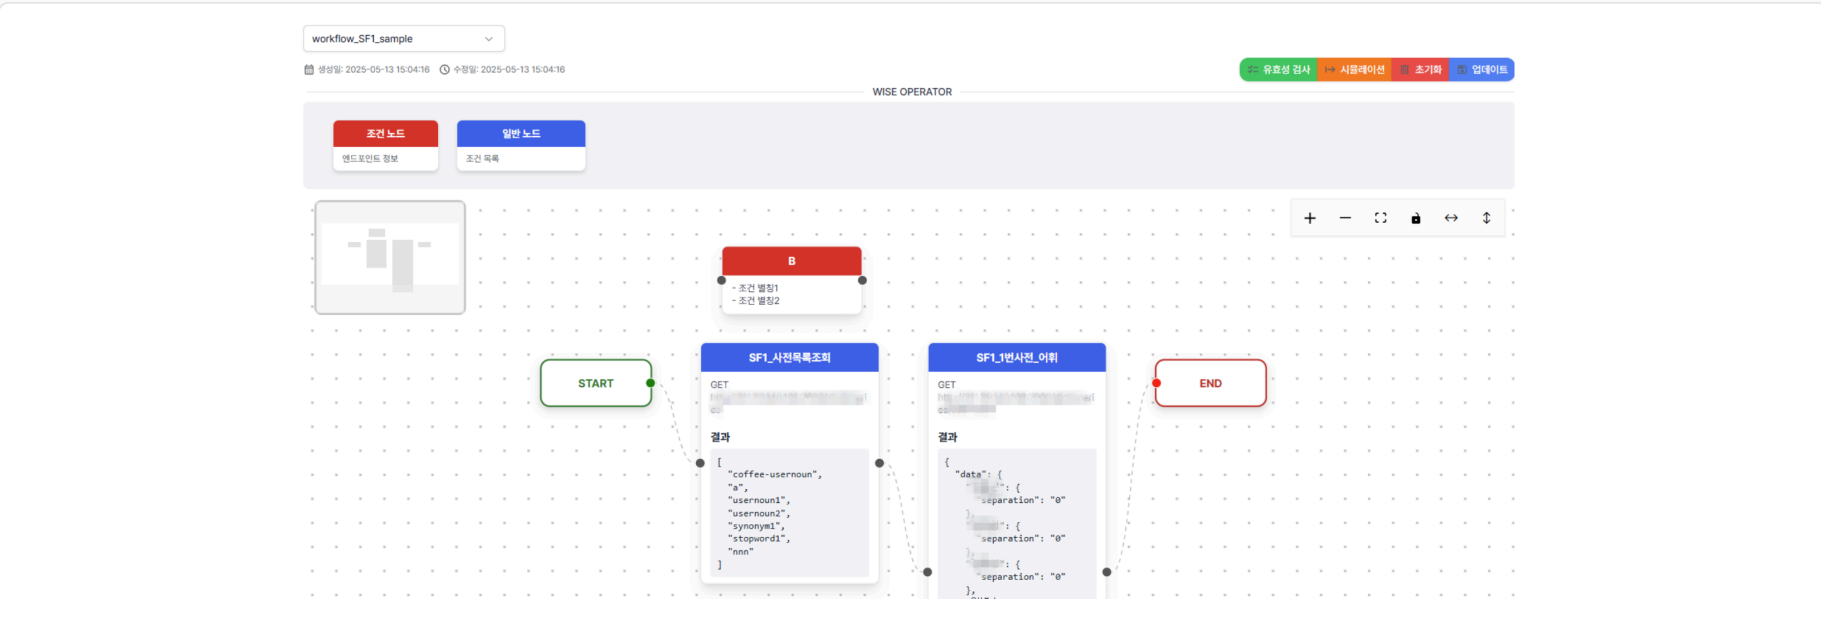 workflow_SF1_sample
생성일: 2025-05-13 15:04:16 수정일: 2025-05-13 15:04:16
유효성 검사 시뮬레이션 초기화 업데이트
WISE OPERATOR
조건 노드 일반 노드
엔드포인트 정보 조건 목록
B
- 조건 별칭1
- 조건 별칭2
START
SF1_사전목록조회
GET
결과
[
"coffee-usernoun",
"a",
"usernoun1",
"usernoun2",
"synonym1",
"stopword1",
"nnn"
]
SF1_1번사전_어휘
GET
결과
{
"data": {
": {
"separation": "0"
},
": {
"separation": "0"
},
": {
"separation": "0"
},
END